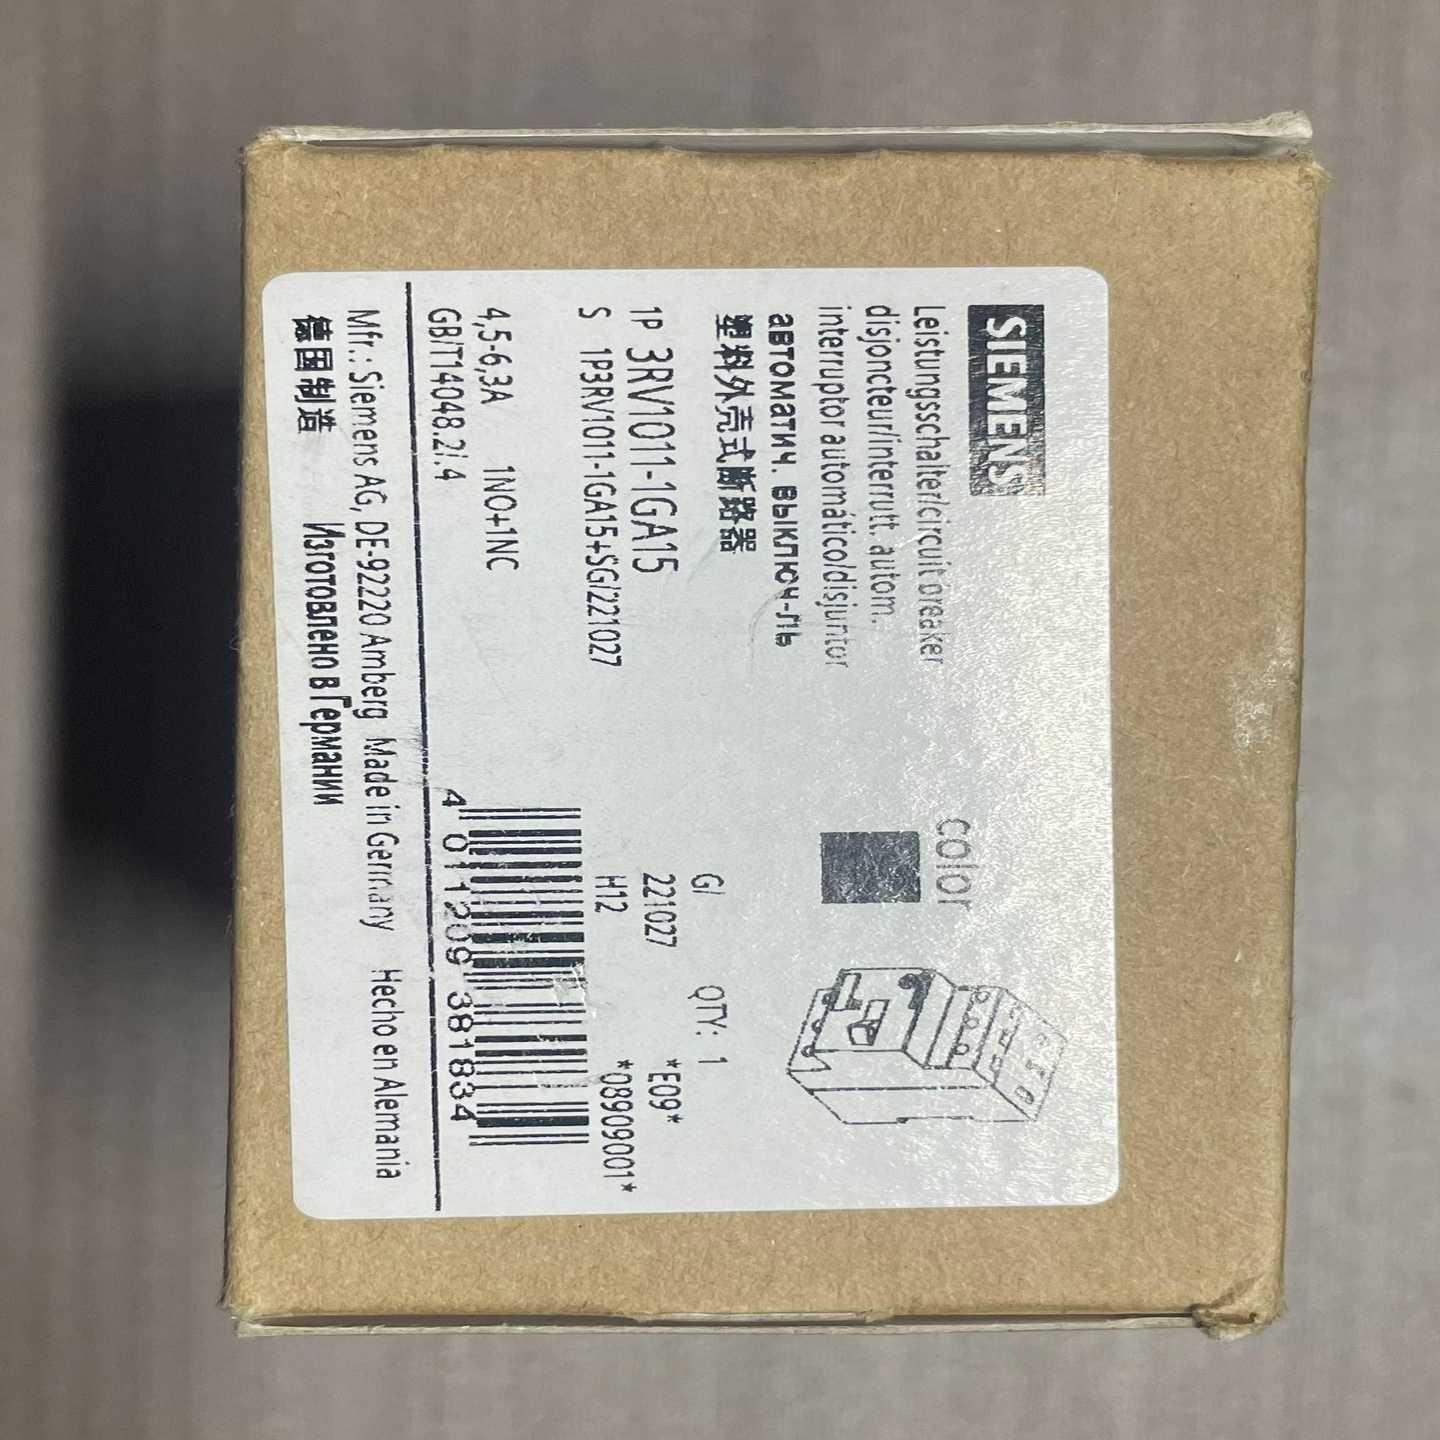 SIEMENS
Leistungsschalter/circuit breaker
disjoncteur/interrutt. autom.
interruptor automático/disjuntor
автоматич. выключ-ль
塑料外壳式断路器
color
1P 3RV1011-1GA15
S 1P3RV1011-1GA15+SG/221027
G/ QTY: 1
221027 *E09*
H12 *08909001*
4,5-6,3A 1NO+1NC
GB/T14048.2/.4
4 011209 381834
Mfr.: Siemens AG, DE-92220 Amberg Made in Germany Hecho en Alemania
德国制造 Изготовлено в Германии